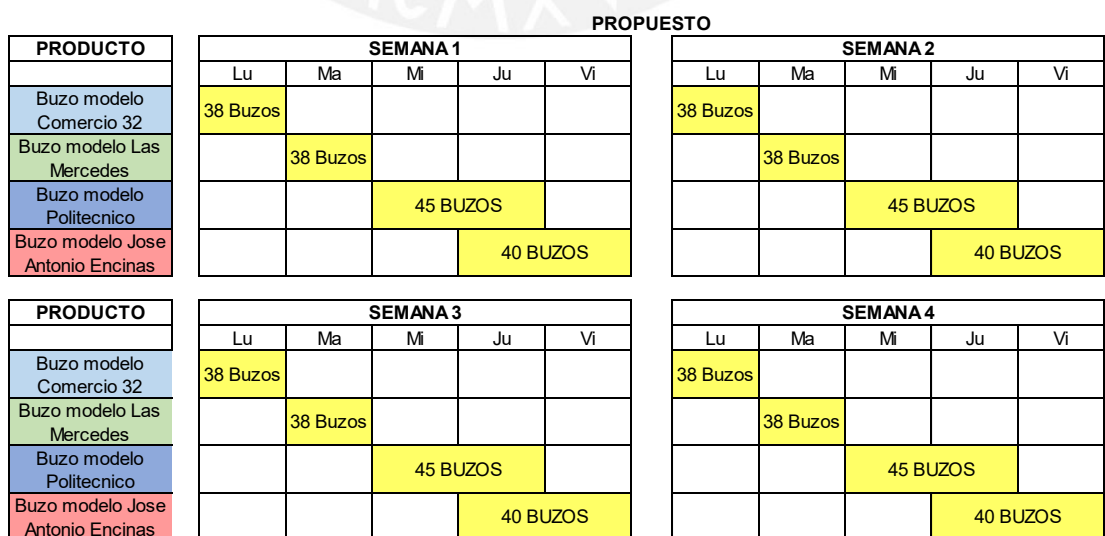 PROPUESTO
PRODUCTO SEMANA 1 SEMANA 2
Lu Ma Mi Ju Vi Lu Ma Mi Ju Vi
Buzo modelo
Comercio 32
38 Buzos 38 Buzos
Buzo modelo Las
Mercedes
38 Buzos 38 Buzos
Buzo modelo
Politecnico
45 BUZOS 45 BUZOS
Buzo modelo Jose
Antonio Encinas
40 BUZOS 40 BUZOS
PRODUCTO SEMANA 3 SEMANA 4
Lu Ma Mi Ju Vi Lu Ma Mi Ju Vi
Buzo modelo
Comercio 32
38 Buzos 38 Buzos
Buzo modelo Las
Mercedes
38 Buzos 38 Buzos
Buzo modelo
Politecnico
45 BUZOS 45 BUZOS
Buzo modelo Jose
Antonio Encinas
40 BUZOS 40 BUZOS